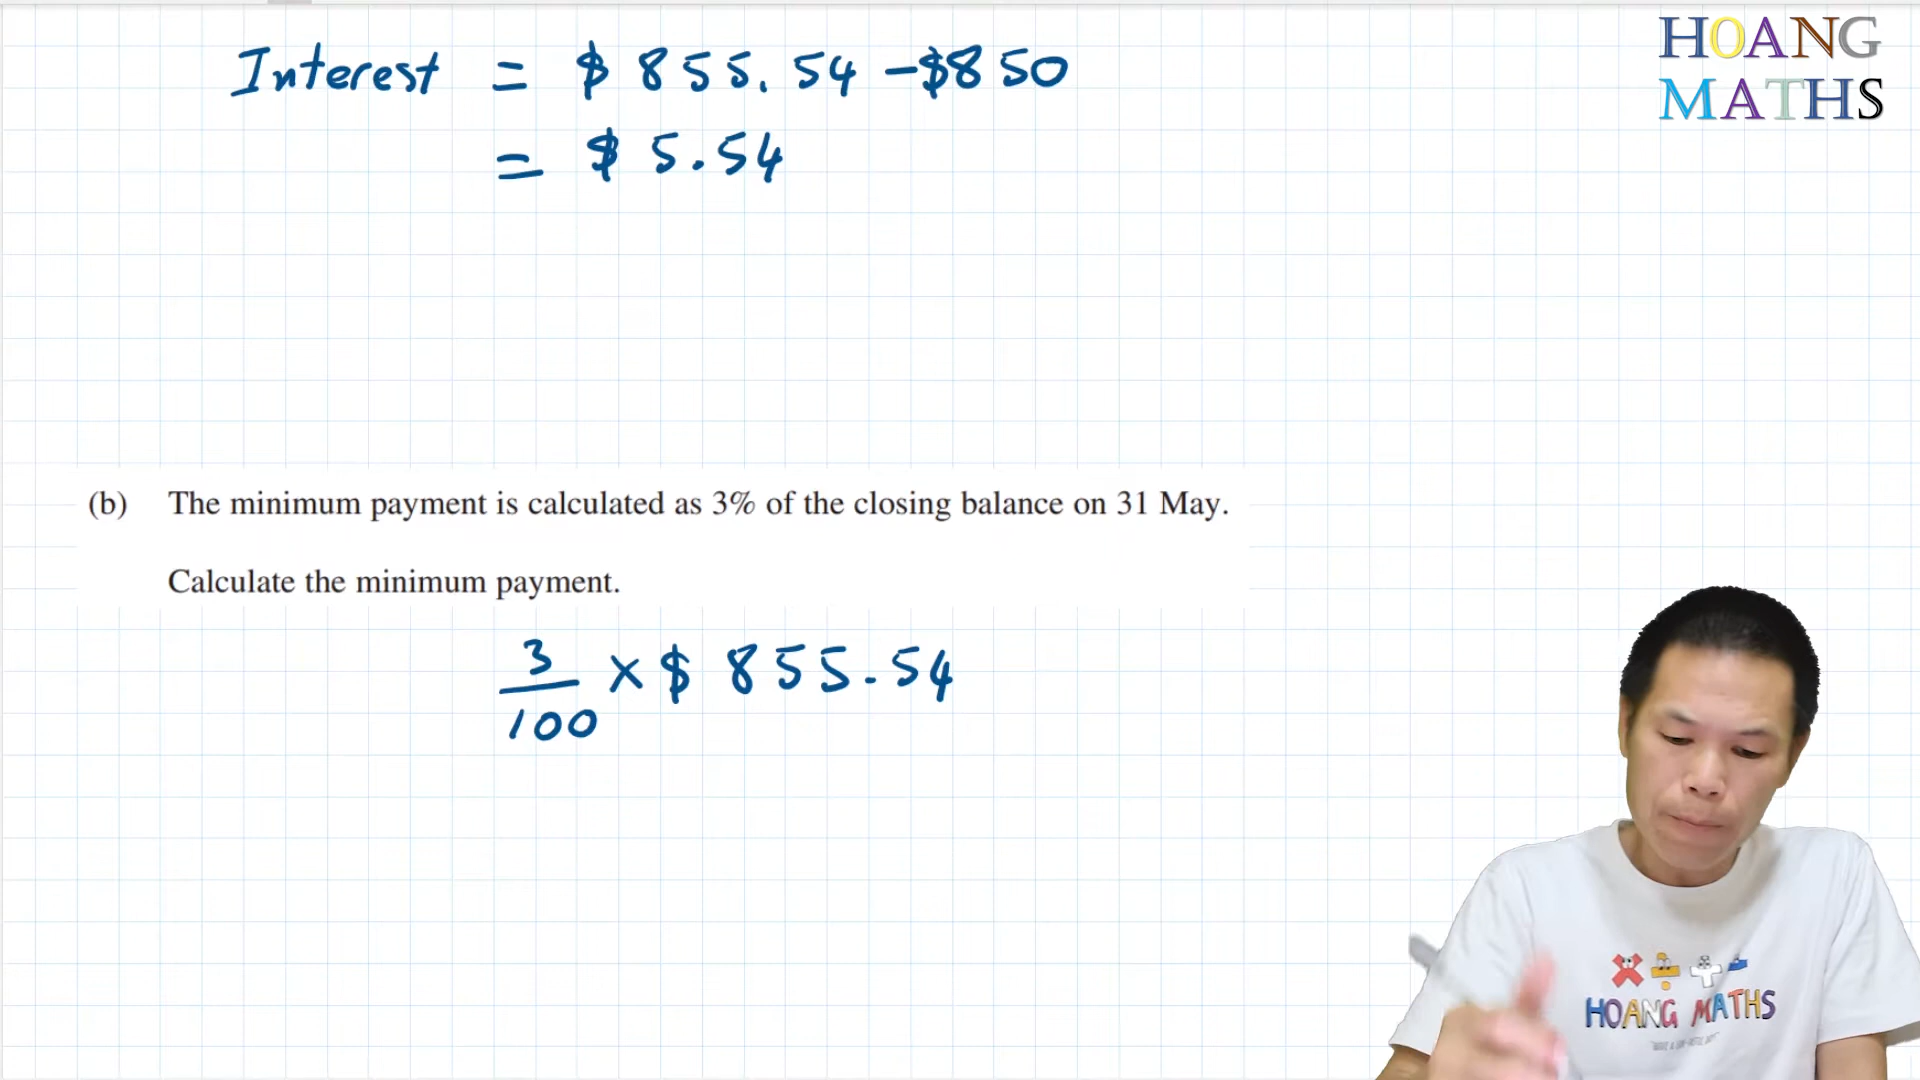 HOANG
MATHS
Interest = $ 855.54 - $850
= $ 5.54
(b) The minimum payment is calculated as 3% of the closing balance on 31 May.
Calculate the minimum payment.
3/100 × $ 855.54
HOANG MATHS